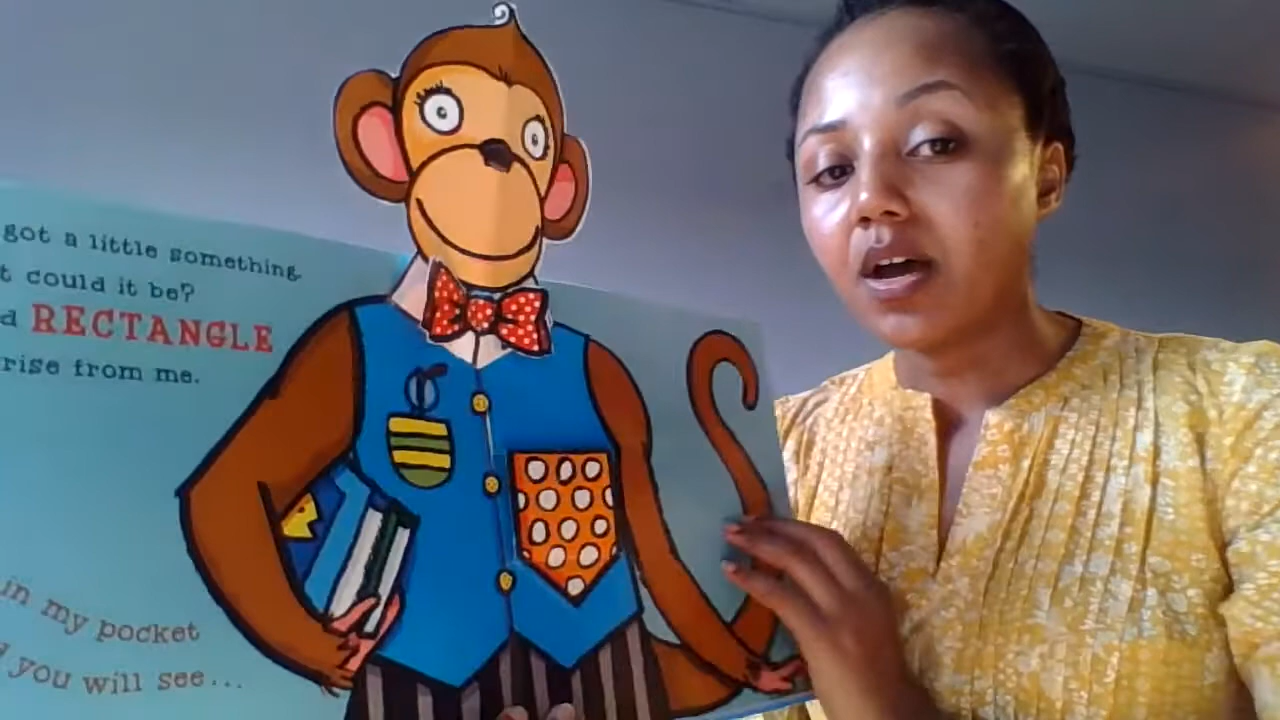 got a little something
could it be?
RECTANGLE
rise from me.
in my pocket
you will see...